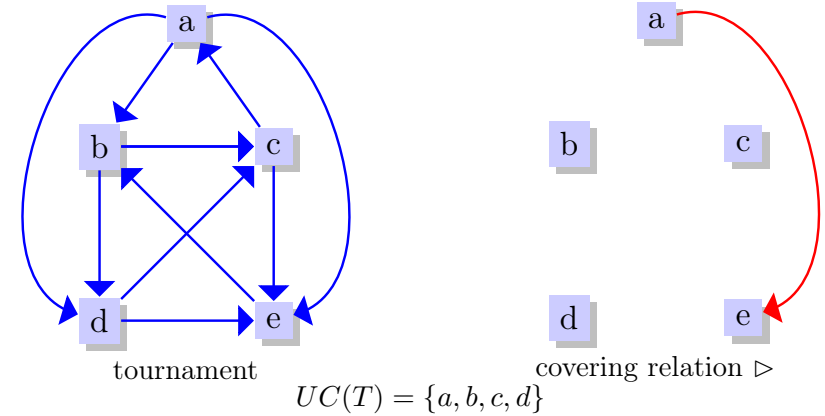 a
a
b
c
b
c
d
e
d
e
tournament
covering relation ▷
UC(T) = {a, b, c, d}